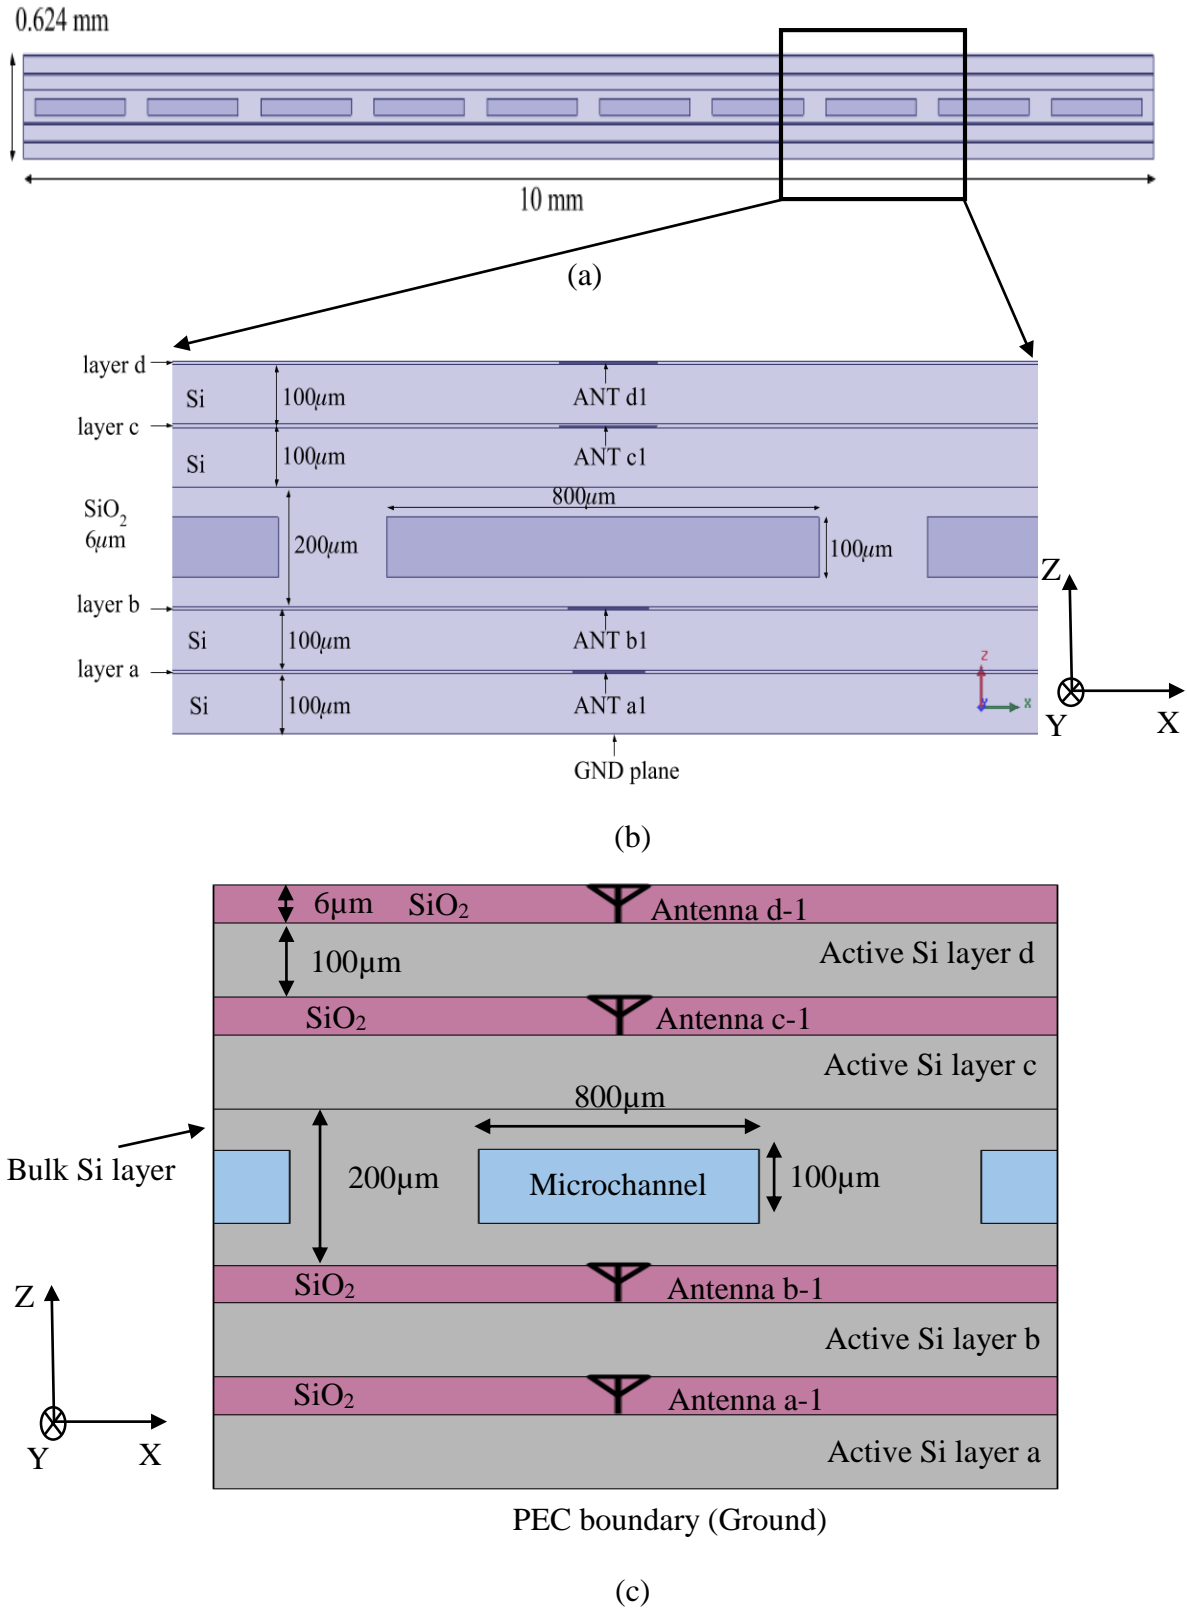 0.624 mm
10 mm
(a)
layer d
Si
100µm
ANT d1
layer c
Si
100µm
ANT c1
SiO2
6µm
800µm
200µm
100µm
Z
layer b
Si
100µm
ANT b1
layer a
Si
100µm
ANT a1
z
x
Y
X
GND plane
(b)
6µm SiO2 Antenna d-1
100µm Active Si layer d
SiO2 Antenna c-1
Active Si layer c
800µm
Bulk Si layer
200µm Microchannel 100µm
Z
SiO2 Antenna b-1
Active Si layer b
SiO2 Antenna a-1
Y
X
Active Si layer a
PEC boundary (Ground)
(c)